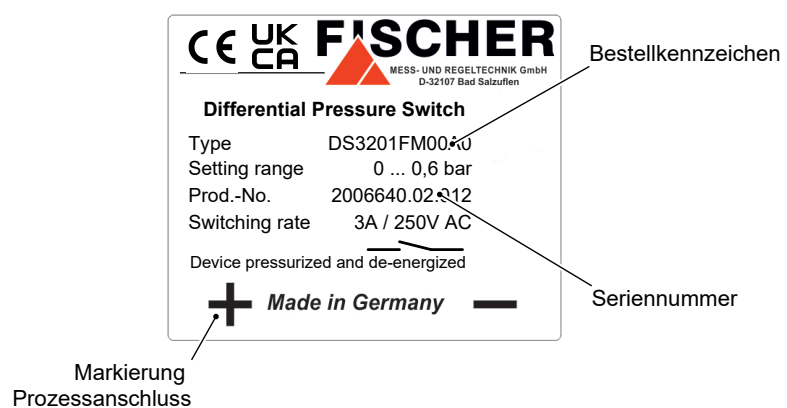 CE UK CA FISCHER
MESS- UND REGELTECHNIK GmbH
D-32107 Bad Salzuflen
Bestellkennzeichen
Differential Pressure Switch
Type DS3201FM00A0
Setting range 0 ... 0,6 bar
Prod.-No. 2006640.02.012
Switching rate 3A / 250V AC
Device pressurized and de-energized
+ Made in Germany −
Seriennummer
Markierung
Prozessanschluss